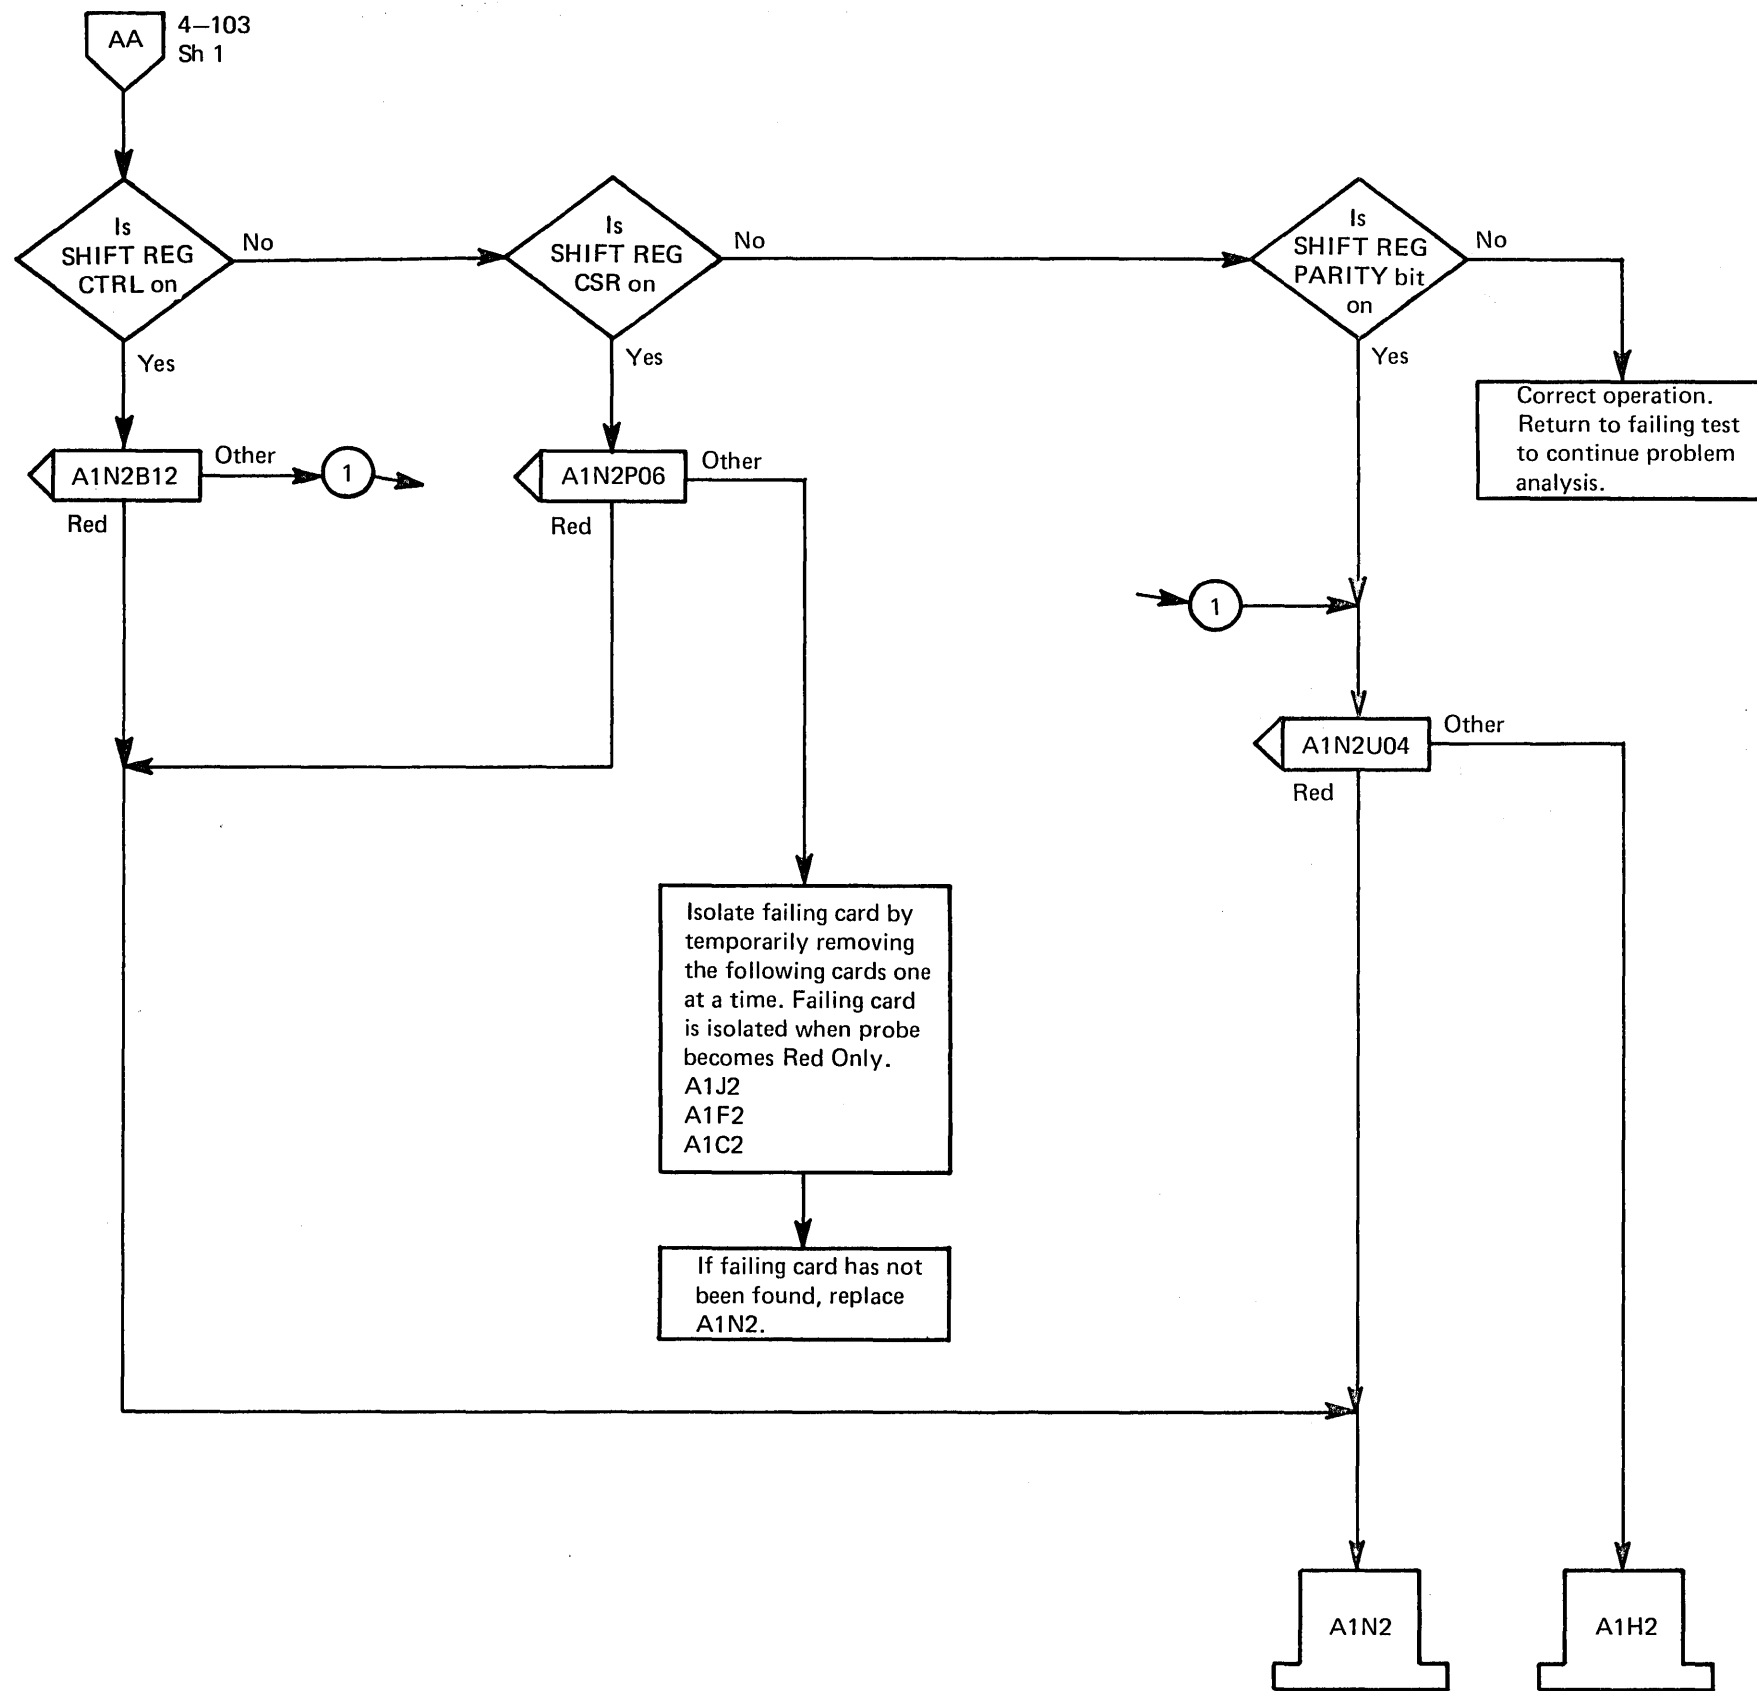 AA
4—103
Sh 1
Is
SHIFT REG
CTRL on
No
Yes
Is
SHIFT REG
CSR on
No
Yes
Is
SHIFT REG
PARITY bit
on
No
Yes
Correct operation.
Return to failing test
to continue problem
analysis.
A1N2B12
Other
1
Red
A1N2P06
Other
Red
1
A1N2U04
Other
Red
Isolate failing card by
temporarily removing
the following cards one
at a time. Failing card
is isolated when probe
becomes Red Only.
A1J2
A1F2
A1C2
If failing card has not
been found, replace
A1N2.
A1N2
A1H2